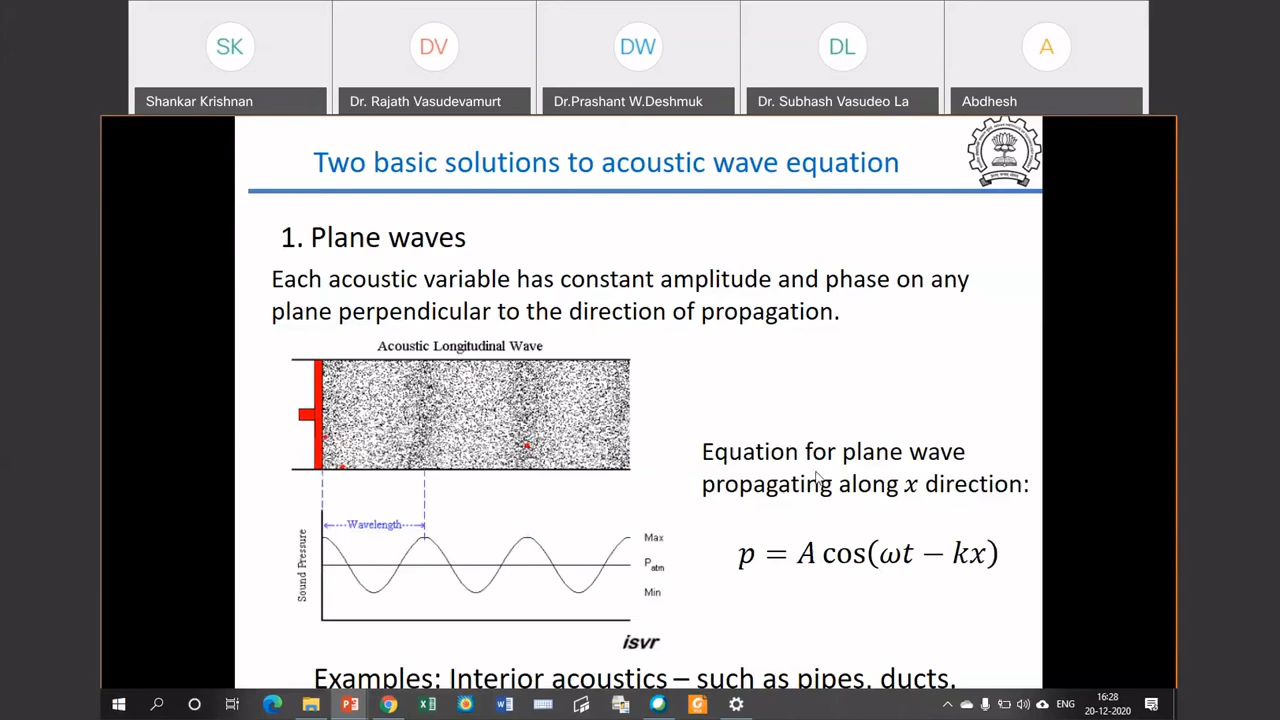 SK
DV
DW
DL
A
Shankar Krishnan
Dr. Rajath Vasudevamurt
Dr.Prashant W.Deshmuk
Dr. Subhash Vasudeo La
Abdhesh
Two basic solutions to acoustic wave equation
1. Plane waves
Each acoustic variable has constant amplitude and phase on any
plane perpendicular to the direction of propagation.
Acoustic Longitudinal Wave
Equation for plane wave
propagating along x direction:
p = A cos(ωt − kx)
Wavelength
Sound Pressure
Max
Patm
Min
isvr
Examples: Interior acoustics – such as pipes, ducts,
ENG
16:28
20-12-2020